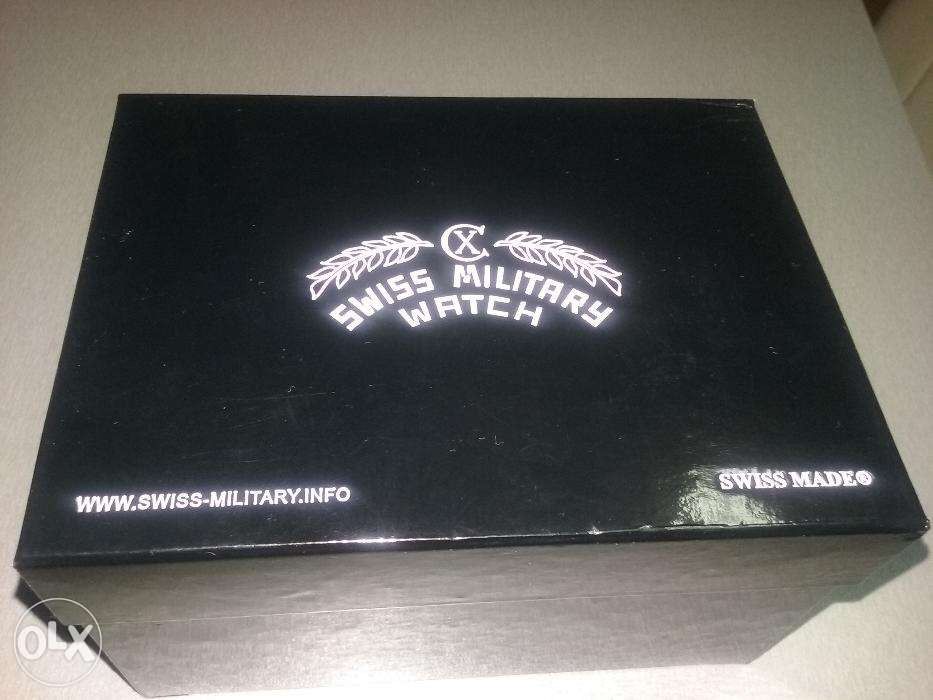 CX
SWISS MILITARY
WATCH
WWW.SWISS-MILITARY.INFO
SWISS MADE®
OLX